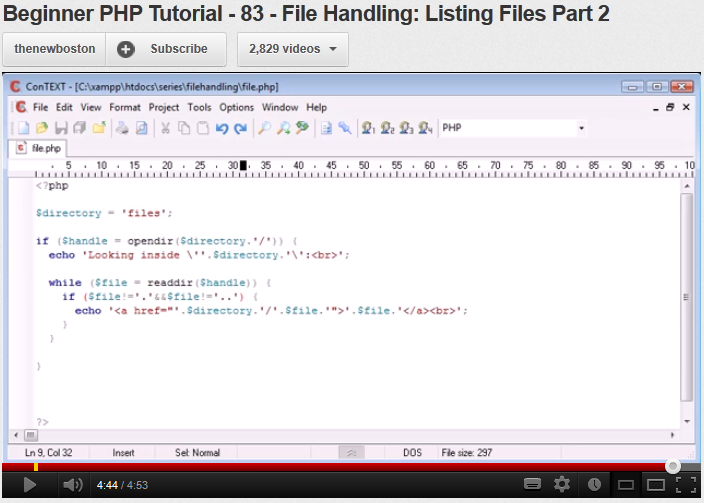 Beginner PHP Tutorial - 83 - File Handling: Listing Files Part 2
thenewboston Subscribe 2,829 videos
ConTEXT - [C:\xampp\htdocs\series\filehandling\file.php]
File Edit View Format Project Tools Options Window Help
PHP
file.php
5 10 15 20 25 30 35 40 45 50 55 60 65 70 75 80 85 90 95 10
<?php
$directory = 'files';
if ($handle = opendir($directory.'/')) {
echo 'Looking inside \''.$directory.'\':<br>';
while ($file = readdir($handle)) {
if ($file!='.'&&$file!='..') {
echo '<a href="'.$directory.'/'.$file.'">'.$file.'</a><br>';
}
}
}
?>
Ln 9, Col 32 Insert Sel: Normal DOS File size: 297
4:44 / 4:53